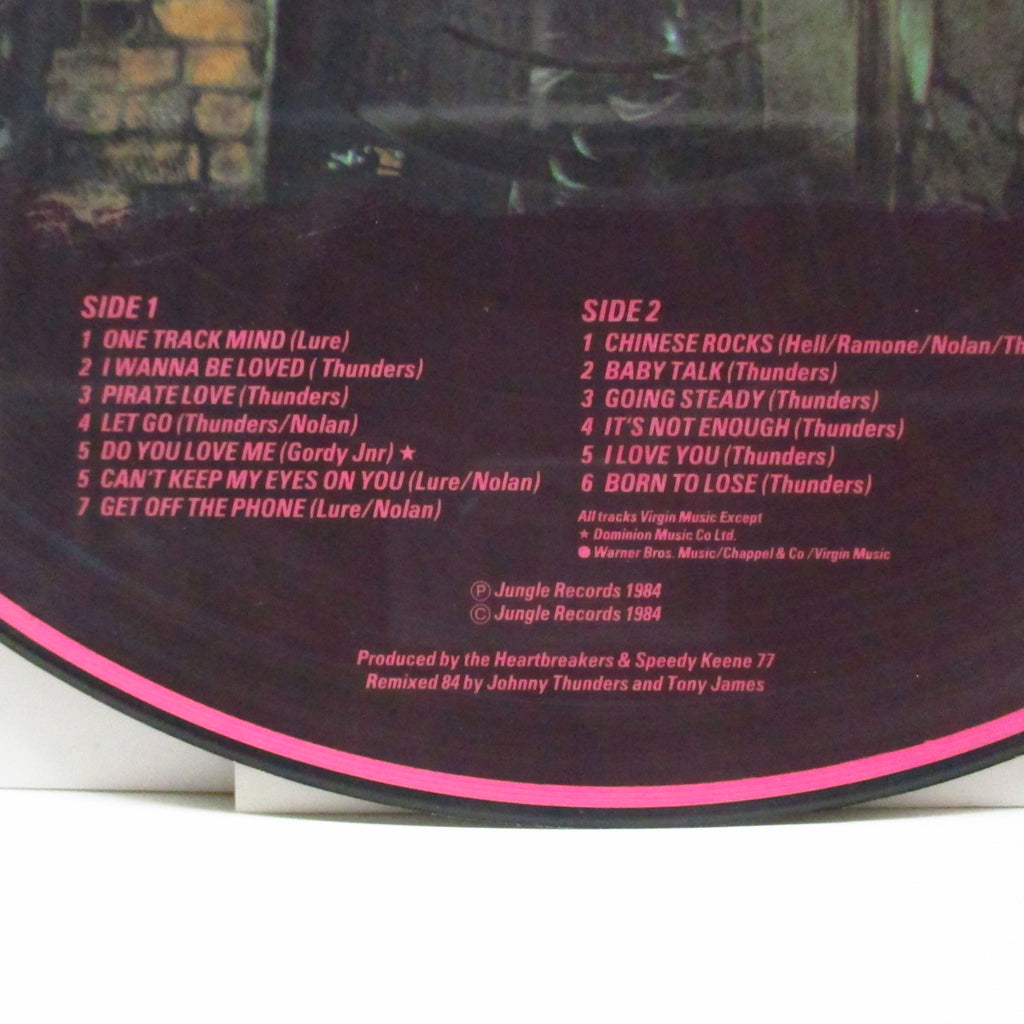 SIDE 1
1 ONE TRACK MIND (Lure)
2 I WANNA BE LOVED ( Thunders)
3 PIRATE LOVE (Thunders)
4 LET GO (Thunders/Nolan)
5 DO YOU LOVE ME (Gordy Jnr) ★
5 CAN'T KEEP MY EYES ON YOU (Lure/Nolan)
7 GET OFF THE PHONE (Lure/Nolan)
SIDE 2
1 CHINESE ROCKS (Hell/Ramone/Nolan/Th
2 BABY TALK (Thunders)
3 GOING STEADY (Thunders)
4 IT'S NOT ENOUGH (Thunders)
5 I LOVE YOU (Thunders)
6 BORN TO LOSE (Thunders)
All tracks Virgin Music Except
★ Dominion Music Co Ltd.
● Warner Bros. Music/Chappel & Co /Virgin Music
Ⓟ Jungle Records 1984
© Jungle Records 1984
Produced by the Heartbreakers & Speedy Keene 77
Remixed 84 by Johnny Thunders and Tony James